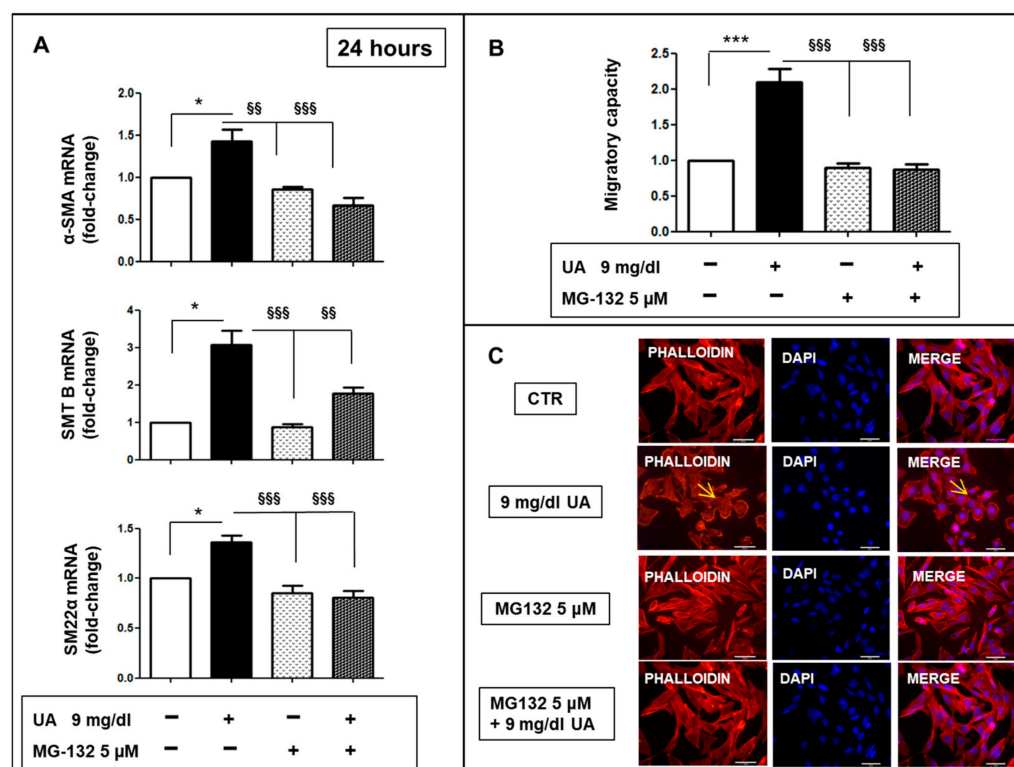 A
24 hours
α-SMA mRNA
(fold-change)
2.0
1.5
1.0
0.5
0.0
*
§§
§§§
SMT B mRNA
(fold-change)
4
3
2
1
0
*
§§§
§§
SM22α mRNA
(fold-change)
1.5
1.0
0.5
0.0
*
§§§
§§§
UA 9 mg/dl – + – +
MG-132 5 µM – – + +
B
Migratory capacity
2.5
2.0
1.5
1.0
0.5
0.0
***
§§§
§§§
UA 9 mg/dl – + – +
MG-132 5 µM – – + +
C
CTR
PHALLOIDIN DAPI MERGE
9 mg/dl UA
PHALLOIDIN DAPI MERGE
MG132 5 µM
PHALLOIDIN DAPI MERGE
MG132 5 µM
+ 9 mg/dl UA
PHALLOIDIN DAPI MERGE